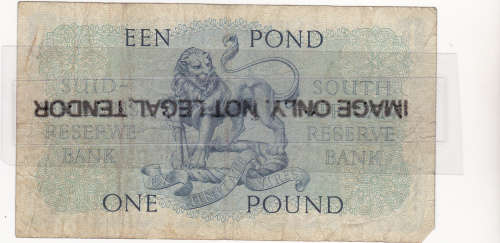 EEN POND
SUID- SOUTH
IMAGE ONLY. NOT LEGAL TENDOR
RESERVE RESERVE
BANK BANK
ONE POUND